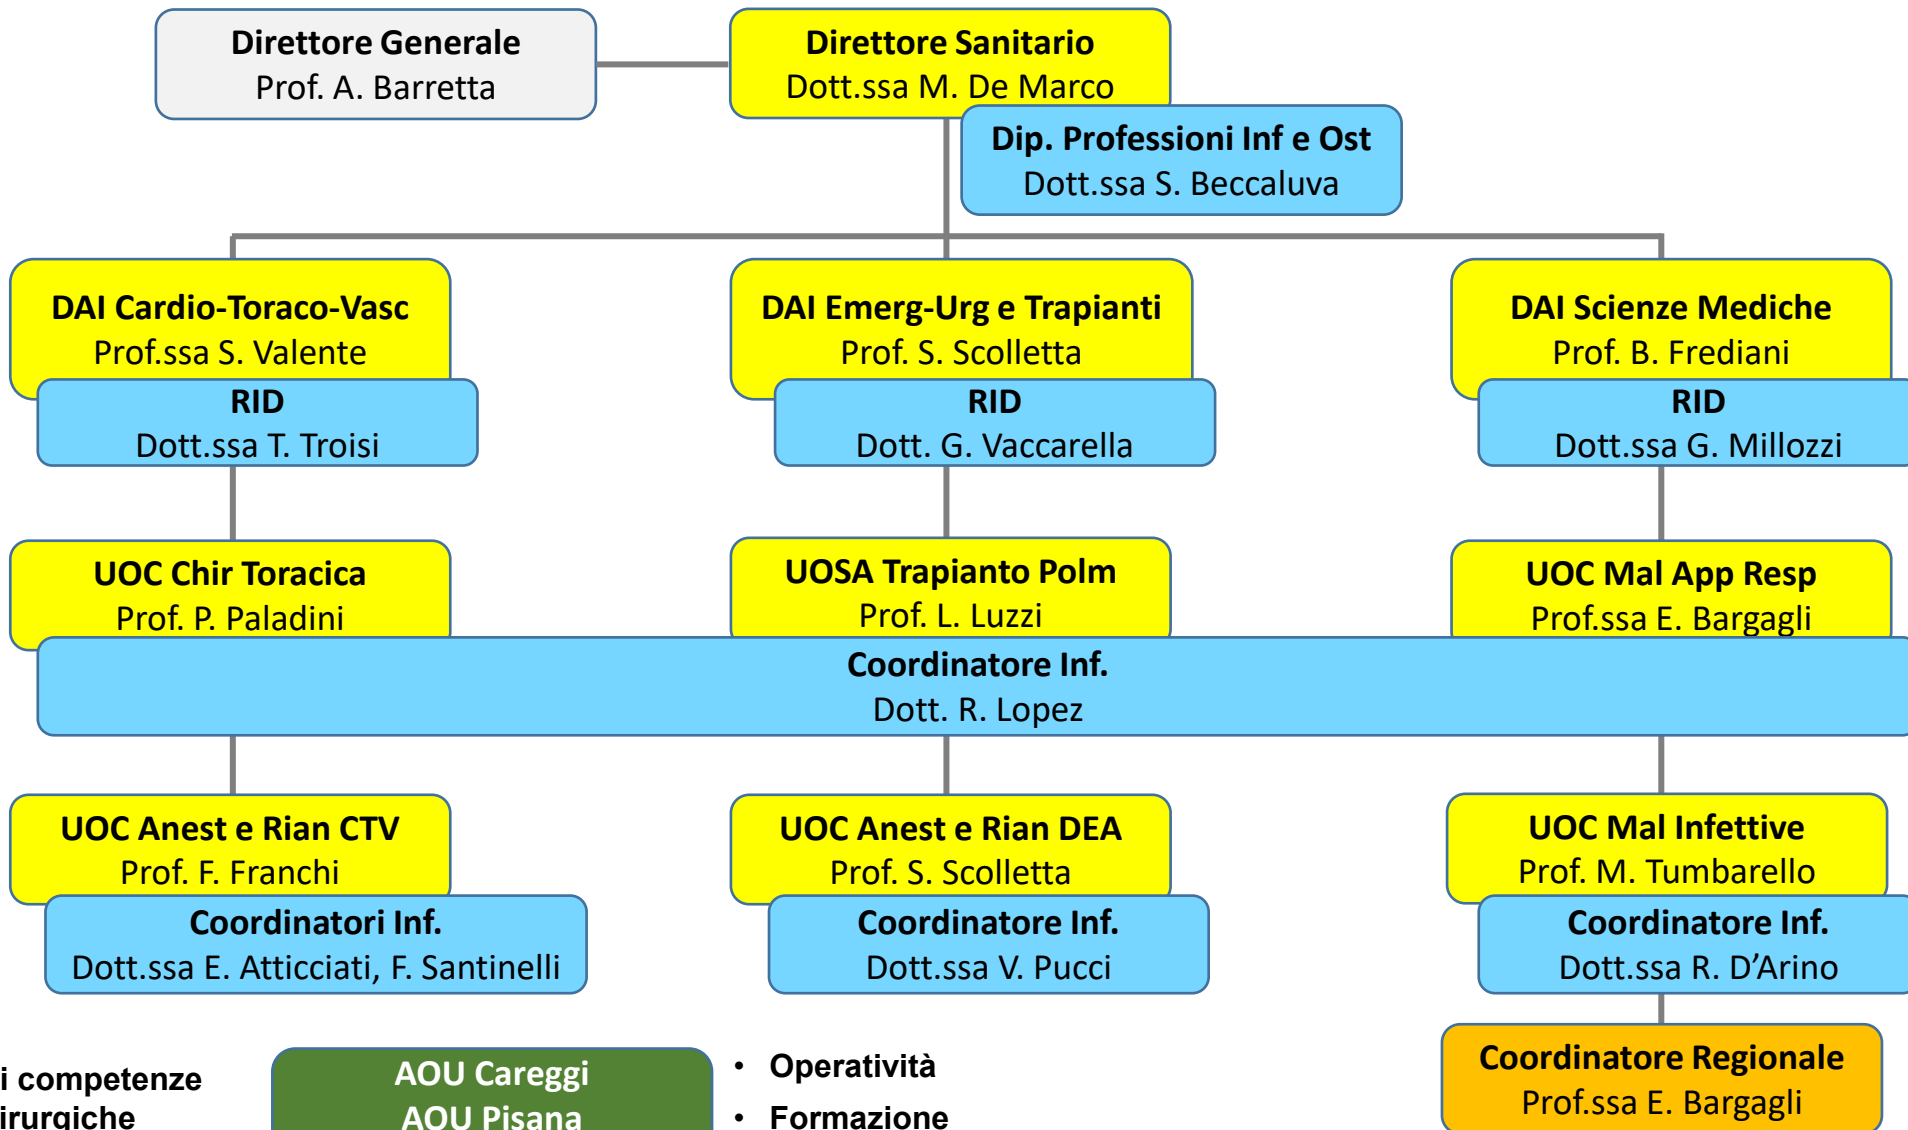 Direttore Generale
Prof. A. Barretta
Direttore Sanitario
Dott.ssa M. De Marco
Dip. Professioni Inf e Ost
Dott.ssa S. Beccaluva
DAI Cardio-Toraco-Vasc
Prof.ssa S. Valente
RID
Dott.ssa T. Troisi
DAI Emerg-Urg e Trapianti
Prof. S. Scolletta
RID
Dott. G. Vaccarella
DAI Scienze Mediche
Prof. B. Frediani
RID
Dott.ssa G. Millozzi
UOC Chir Toracica
Prof. P. Paladini
UOSA Trapianto Polm
Prof. L. Luzzi
UOC Mal App Resp
Prof.ssa E. Bargagli
Coordinatore Inf.
Dott. R. Lopez
UOC Anest e Rian CTV
Prof. F. Franchi
Coordinatori Inf.
Dott.ssa E. Atticciati, F. Santinelli
UOC Anest e Rian DEA
Prof. S. Scolletta
Coordinatore Inf.
Dott.ssa V. Pucci
UOC Mal Infettive
Prof. M. Tumbarello
Coordinatore Inf.
Dott.ssa R. D'Arino
i competenze
irurgiche
AOU Careggi
AOU Pisana
• Operatività
• Formazione
Coordinatore Regionale
Prof.ssa E. Bargagli